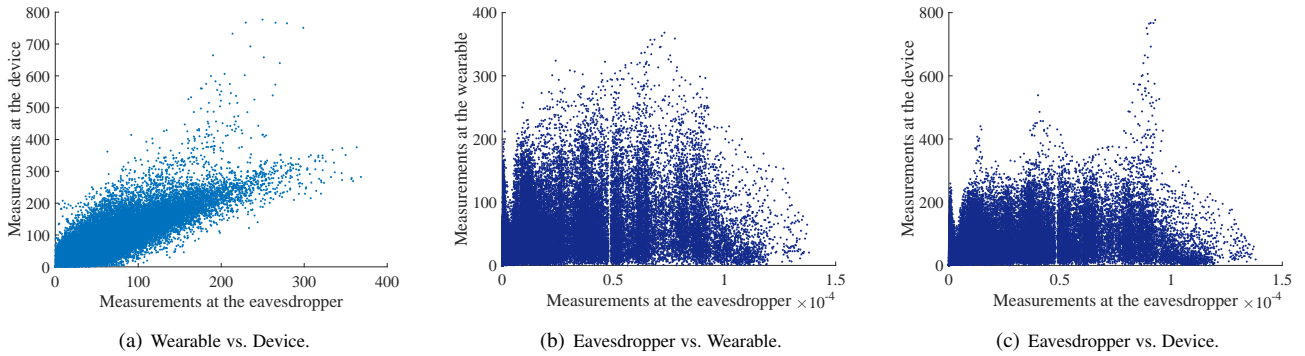 Measurements at the device
800
700
600
500
400
300
200
100
0
0 100 200 300 400
Measurements at the eavesdropper
(a) Wearable vs. Device.
Measurements at the wearable
400
300
200
100
0
0 0.5 1 1.5
Measurements at the eavesdropper ×10⁻⁴
(b) Eavesdropper vs. Wearable.
Measurements at the device
800
600
400
200
0
0 0.5 1 1.5
Measurements at the eavesdropper ×10⁻⁴
(c) Eavesdropper vs. Device.